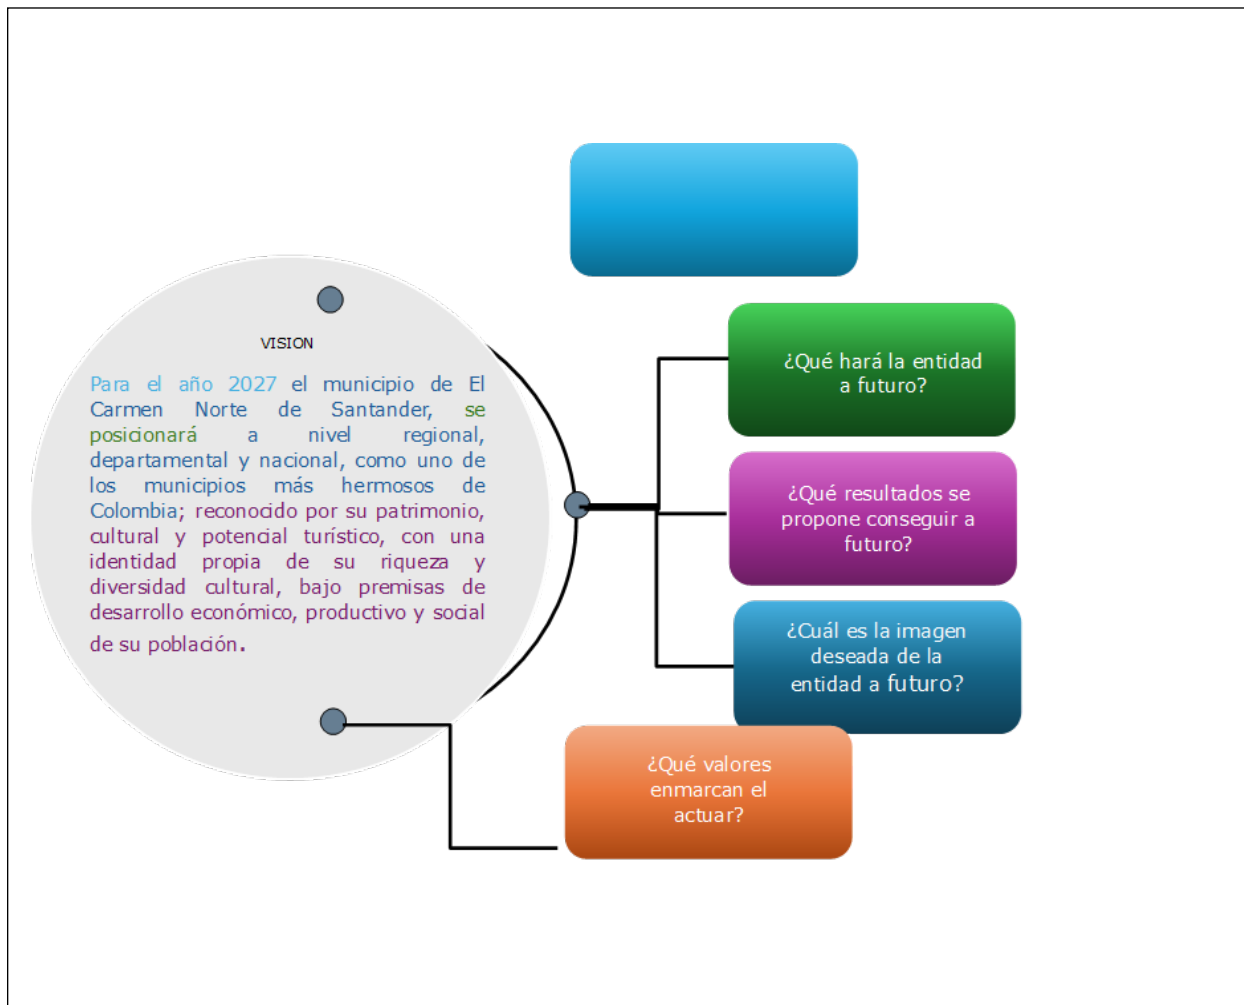 VISION
Para el año 2027 el municipio de El
Carmen Norte de Santander, se
posicionará a nivel regional,
departamental y nacional, como uno de
los municipios más hermosos de
Colombia; reconocido por su patrimonio,
cultural y potencial turístico, con una
identidad propia de su riqueza y
diversidad cultural, bajo premisas de
desarrollo económico, productivo y social
de su población.
¿Qué hará la entidad
a futuro?
¿Qué resultados se
propone conseguir a
futuro?
¿Cuál es la imagen
deseada de la
entidad a futuro?
¿Qué valores
enmarcan el
actuar?